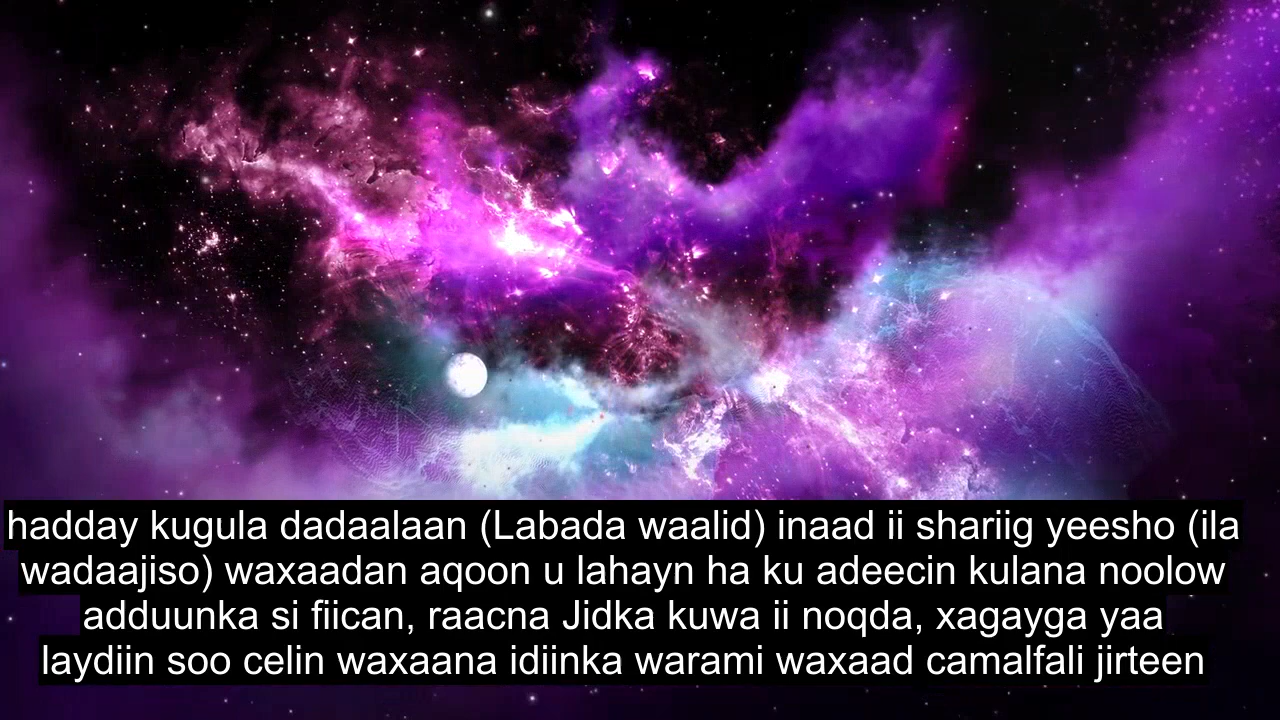 hadday kugula dadaalaan (Labada waalid) inaad ii shariig yeesho (ila
wadaajiso) waxaadan aqoon u lahayn ha ku adeecin kulana noolow
adduunka si fiican, raacna Jidka kuwa ii noqda, xagayga yaa
laydiin soo celin waxaana idiinka warami waxaad camalfali jirteen